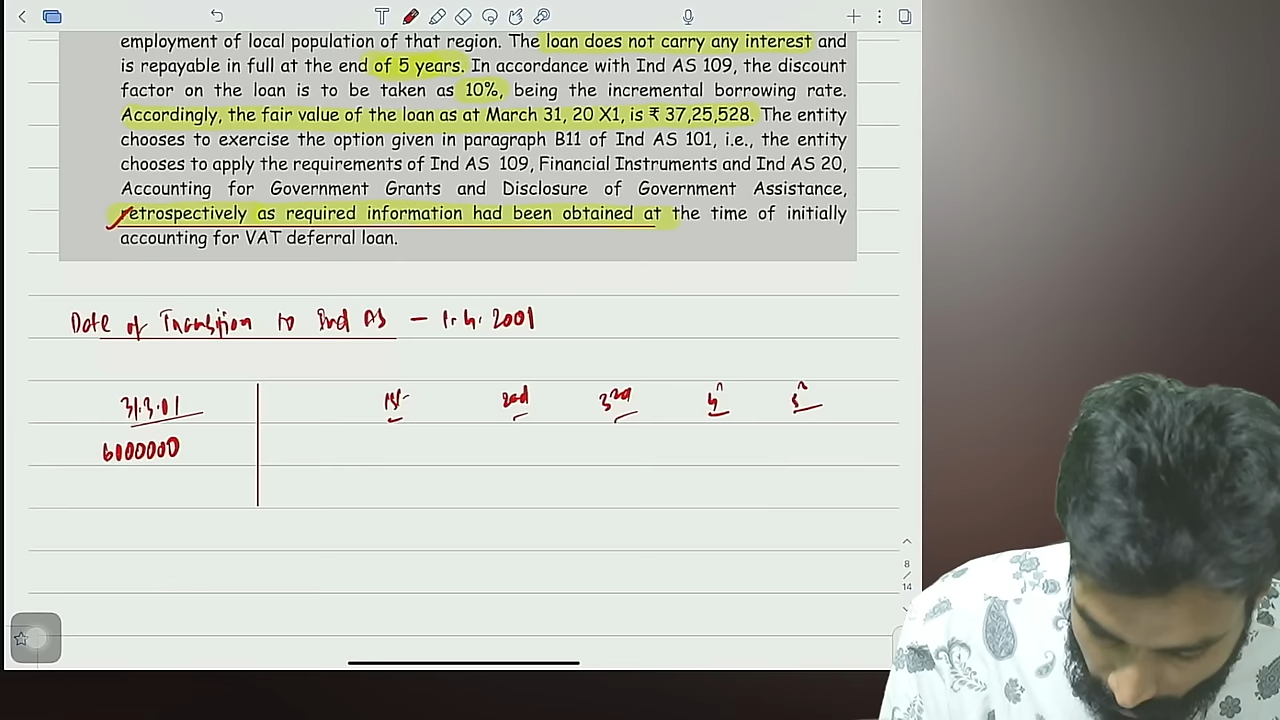 employment of local population of that region. The loan does not carry any interest and
is repayable in full at the end of 5 years. In accordance with Ind AS 109, the discount
factor on the loan is to be taken as 10%, being the incremental borrowing rate.
Accordingly, the fair value of the loan as at March 31, 20 X1, is ₹ 37,25,528. The entity
chooses to exercise the option given in paragraph B11 of Ind AS 101, i.e., the entity
chooses to apply the requirements of Ind AS 109, Financial Instruments and Ind AS 20,
Accounting for Government Grants and Disclosure of Government Assistance,
retrospectively as required information had been obtained at the time of initially
accounting for VAT deferral loan.
Date of Transition to Ind AS - 1.4.2001
31.3.01 1st 2nd 3rd 4th 5th
6000000
8
/
14